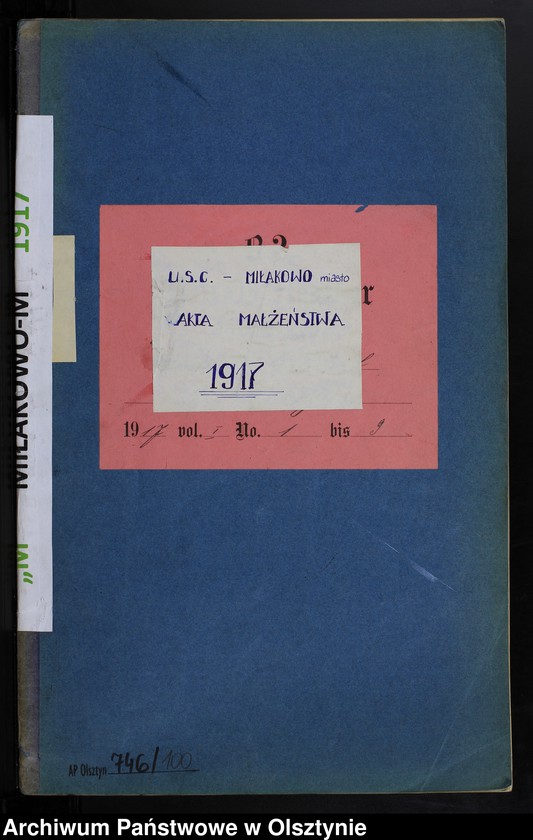 „M" MIŁAKOWO-M 1917
U.S.C. - MIŁAKOWO miasto
AKTA MAŁŻEŃSTWA
1917
1917 vol. I No. 1 bis 9
AP Olsztyn 746/100
Archiwum Państwowe w Olsztynie